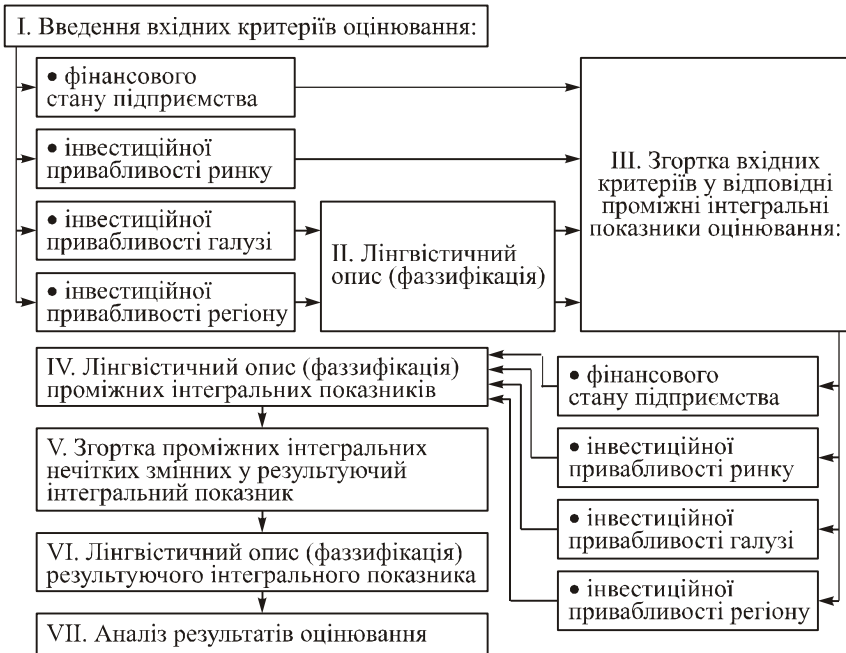 I. Введення вхідних критеріїв оцінювання:
• фінансового
стану підприємства
• інвестиційної
привабливості ринку
• інвестиційної
привабливості галузі
• інвестиційної
привабливості регіону
II. Лінгвістичний
опис (фаззифікація)
III. Згортка вхідних
критеріїв у відповідні
проміжні інтегральні
показники оцінювання:
• фінансового
стану підприємства
• інвестиційної
привабливості ринку
• інвестиційної
привабливості галузі
• інвестиційної
привабливості регіону
IV. Лінгвістичний опис (фаззифікація)
проміжних інтегральних показників
V. Згортка проміжних інтегральних
нечітких змінних у результуючий
інтегральний показник
VI. Лінгвістичний опис (фаззифікація)
результуючого інтегрального показника
VII. Аналіз результатів оцінювання